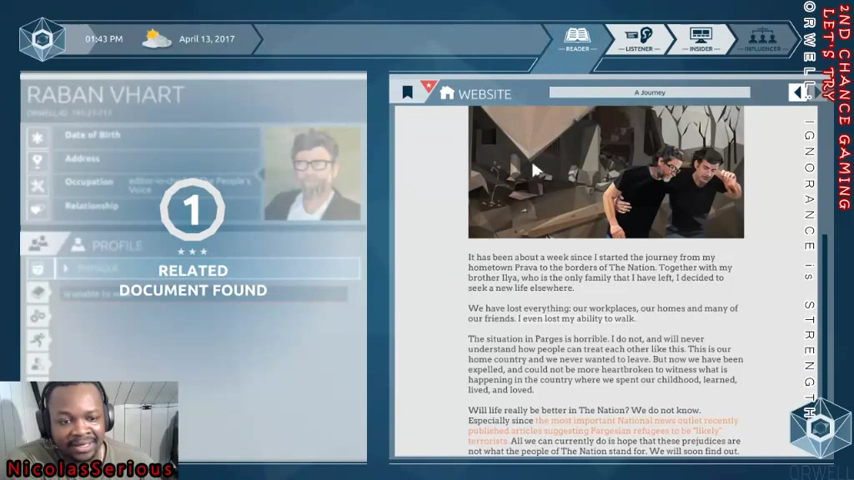 01:43 PM
April 13, 2017
READER
LISTENER
INSIDER
INFLUENCER
RABAN VHART
Date of Birth
Address
Occupation
Voice
Relationship
PROFILE
1
RELATED
DOCUMENT FOUND
WEBSITE
A Journey
It has been about a week since I started the journey from my
hometown Prava to the borders of The Nation. Together with my
brother Ilya, who is the only family that I have left, I decided to
seek a new life elsewhere.
We have lost everything: our workplaces, our homes and many of
our friends. I even lost my ability to walk.
The situation in Parges is horrible. I do not, and will never
understand how people can treat each other like this. This is our
home country and we never wanted to leave. But now we have been
expelled, and could not be more heartbroken to witness what is
happening in the country where we spent our childhood, learned,
lived, and loved.
Will life really be better in The Nation? We do not know.
Especially since the most important National news outlet recently
published articles suggesting Pargesian refugees to be "likely"
terrorists. All we can currently do is hope that these prejudices are
not what the people of The Nation stand for. We will soon find out.
2ND CHANCE GAMING
LET'S TRY
ORWELL: IGNORANCE is STRENGTH
NicolasSerious
ORWELL